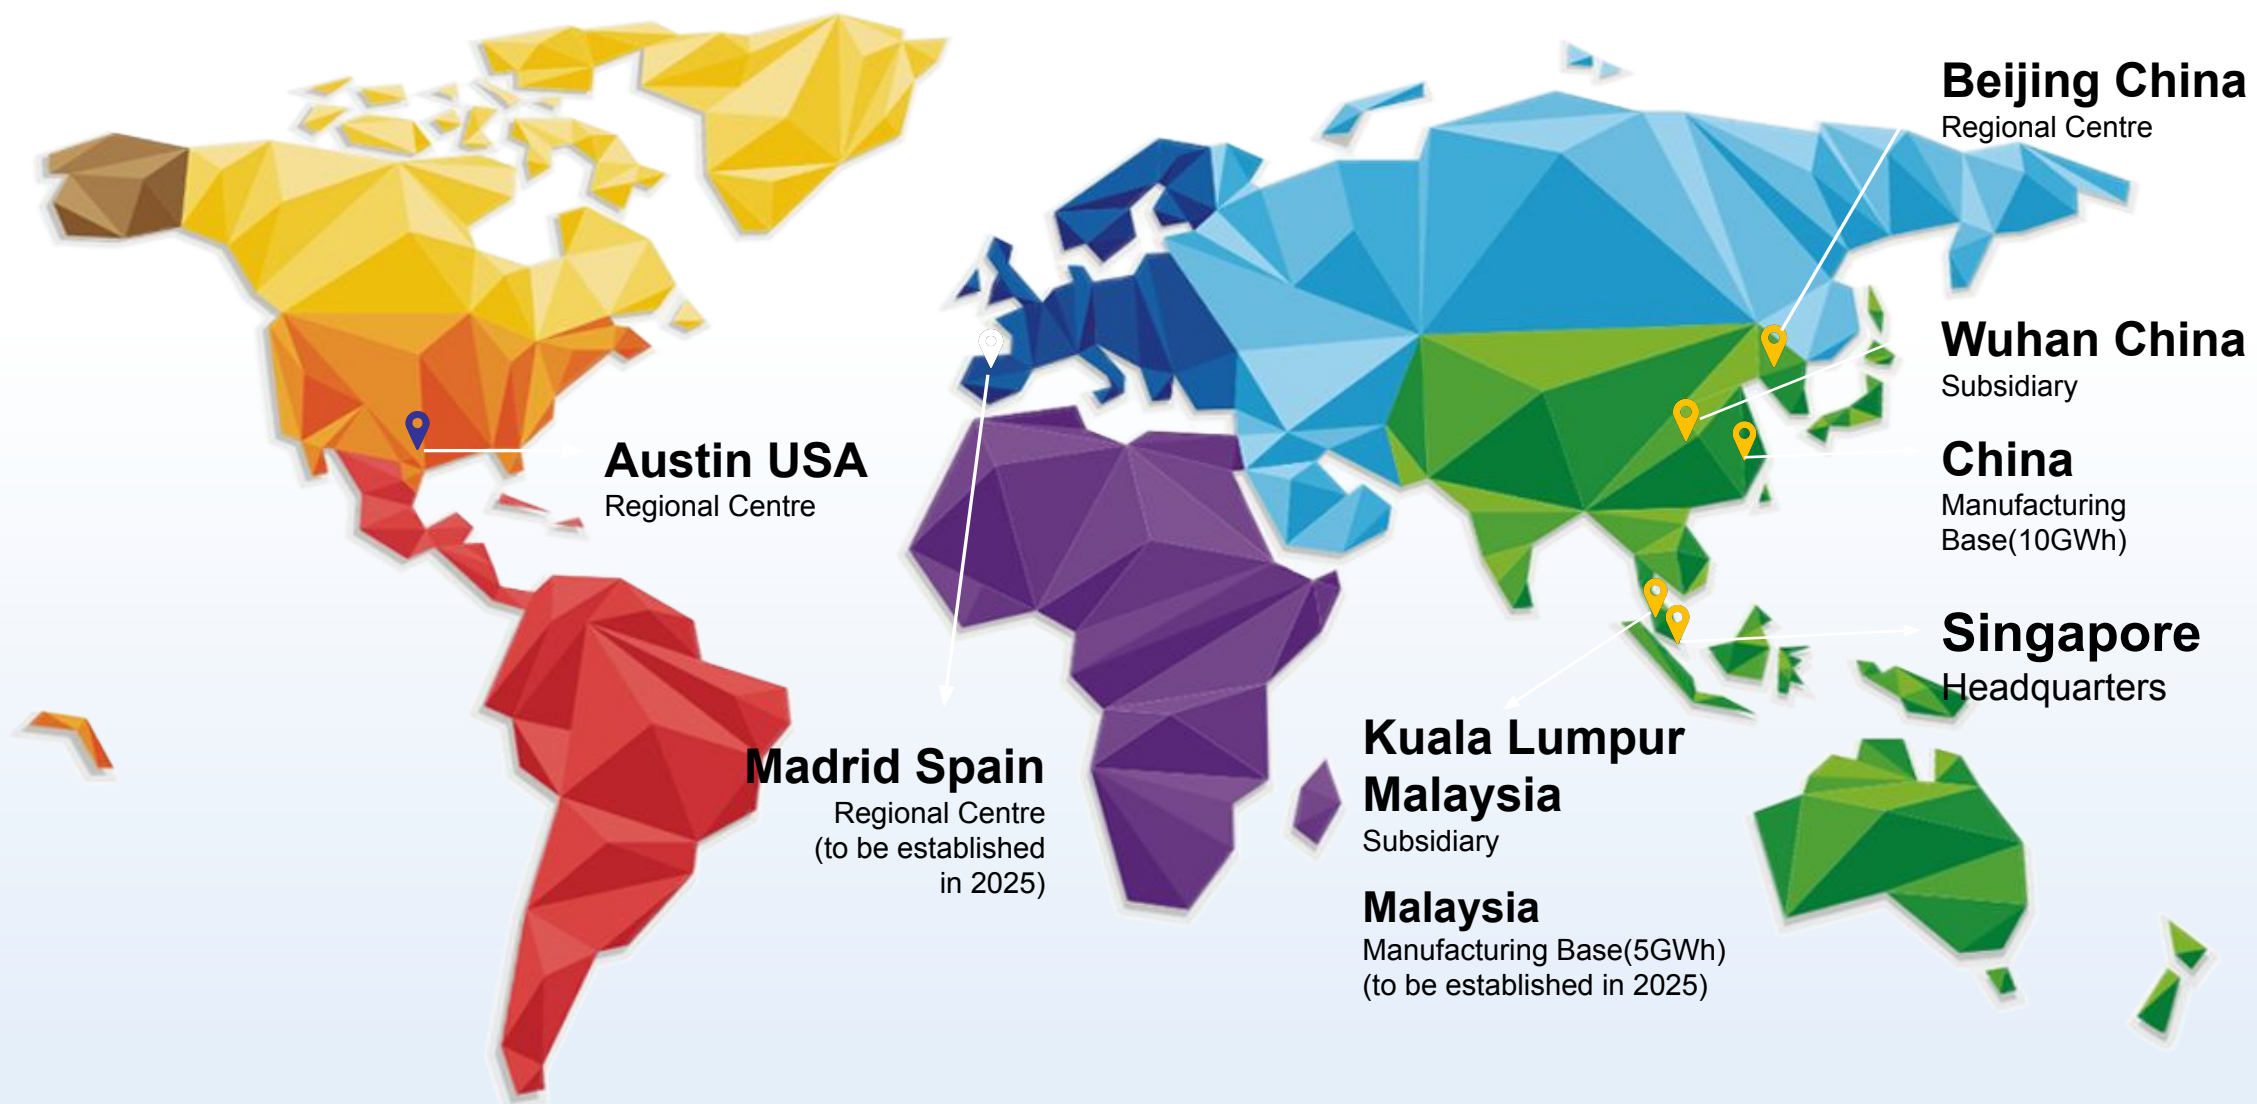 Beijing China
Regional Centre
Wuhan China
Subsidiary
China
Manufacturing
Base(10GWh)
Singapore
Headquarters
Austin USA
Regional Centre
Madrid Spain
Regional Centre
(to be established
in 2025)
Kuala Lumpur
Malaysia
Subsidiary
Malaysia
Manufacturing Base(5GWh)
(to be established in 2025)